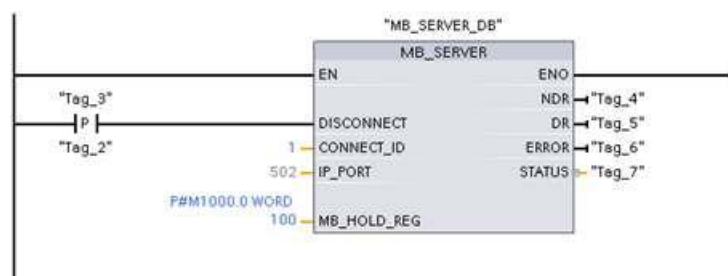 "MB_SERVER_DB"
MB_SERVER
EN ENO
"Tag_3" NDR "Tag_4"
P DISCONNECT DR "Tag_5"
"Tag_2" 1 CONNECT_ID ERROR "Tag_6"
502 IP_PORT STATUS "Tag_7"
P#M1000.0 WORD
100 MB_HOLD_REG